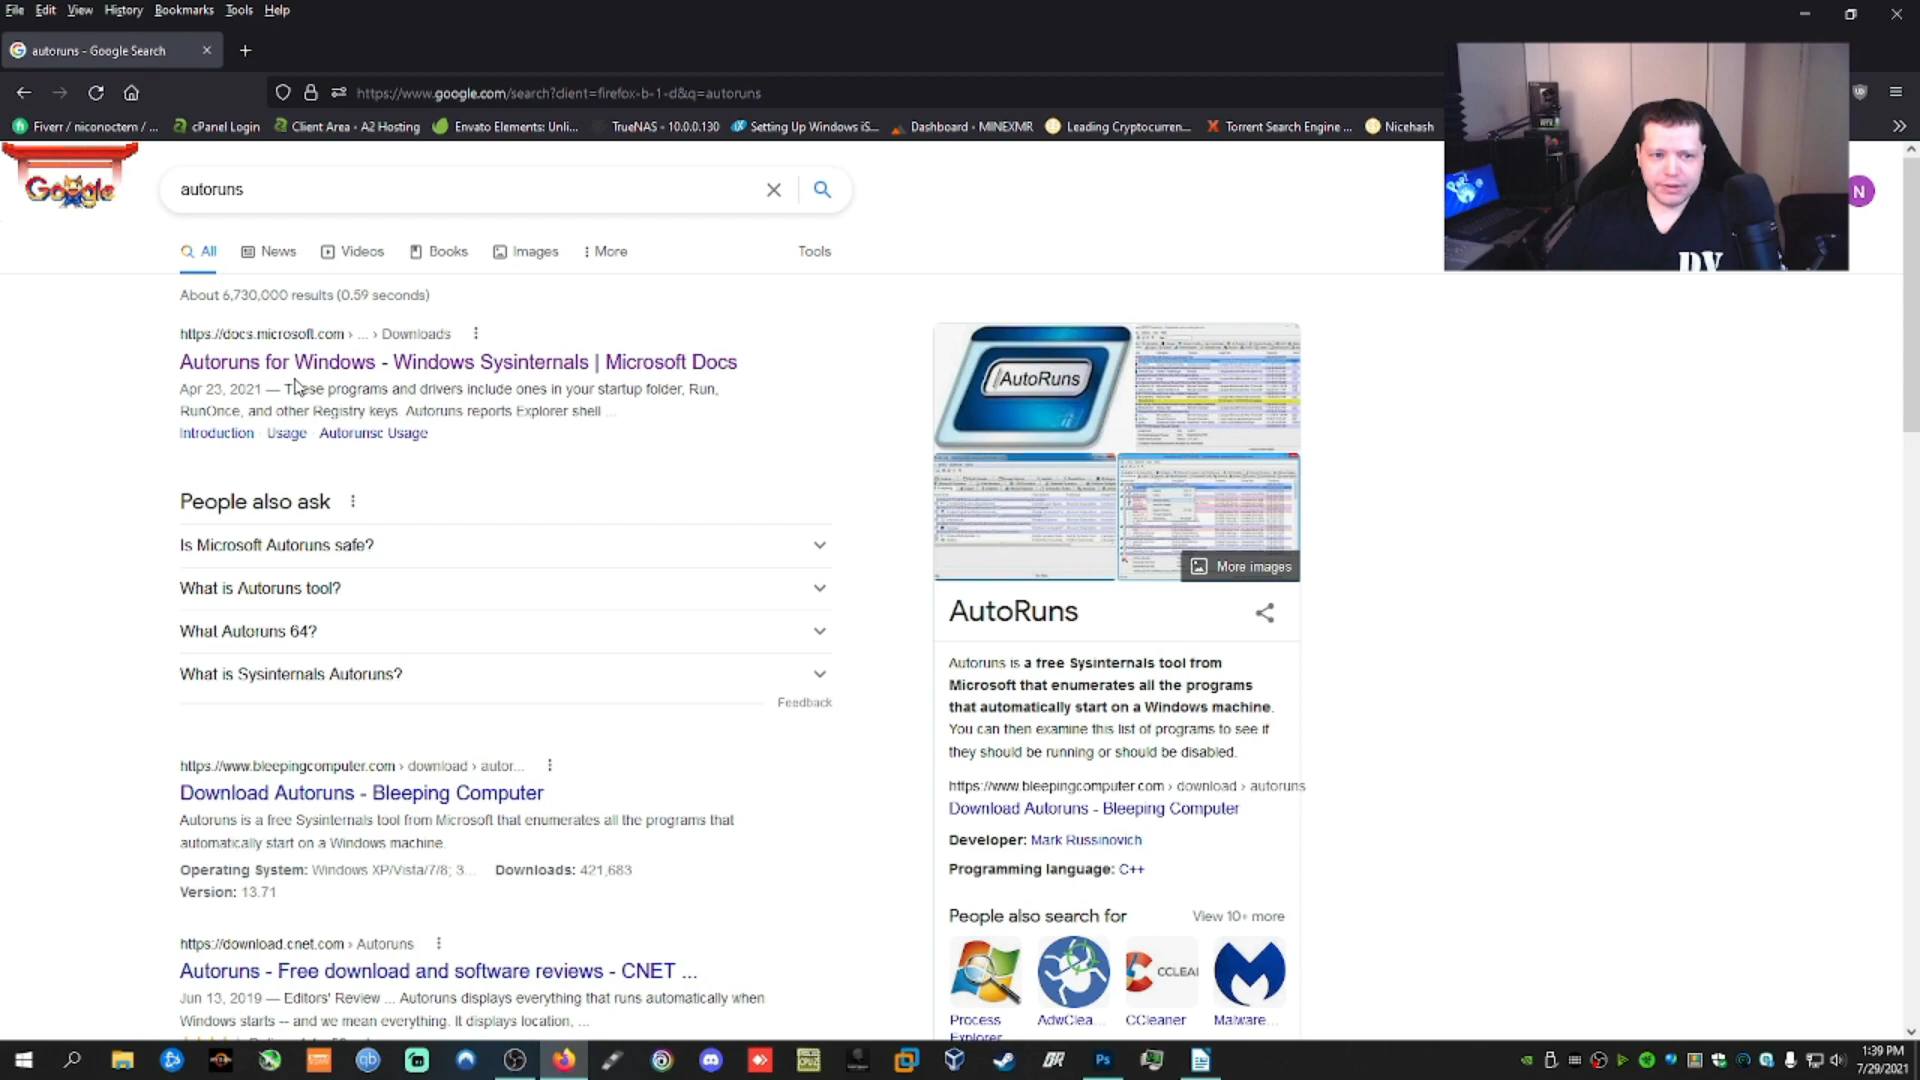 File Edit View History Bookmarks Tools Help
autoruns - Google Search
https://www.google.com/search?client=firefox-b-1-d&q=autoruns
Fiverr / niconoctern / ...
cPanel Login
Client Area - A2 Hosting
Envato Elements: Unli...
TrueNAS - 10.0.0.130
Setting Up Windows iS...
Dashboard - MINEXMR
Leading Cryptocurren...
Torrent Search Engine ...
Nicehash
Google
autoruns
N
All News Videos Books Images More Tools
About 6,730,000 results (0.59 seconds)
https://docs.microsoft.com › ... › Downloads
Autoruns for Windows - Windows Sysinternals | Microsoft Docs
Apr 23, 2021 — These programs and drivers include ones in your startup folder, Run,
RunOnce, and other Registry keys. Autoruns reports Explorer shell ...
Introduction · Usage · Autorunsc Usage
People also ask
Is Microsoft Autoruns safe?
What is Autoruns tool?
What Autoruns 64?
What is Sysinternals Autoruns?
Feedback
https://www.bleepingcomputer.com › download › autor...
Download Autoruns - Bleeping Computer
Autoruns is a free Sysinternals tool from Microsoft that enumerates all the programs that
automatically start on a Windows machine.
Operating System: Windows XP/Vista/7/8; 3... Downloads: 421,683
Version: 13.71
https://download.cnet.com › Autoruns
Autoruns - Free download and software reviews - CNET ...
Jun 13, 2019 — Editors' Review ... Autoruns displays everything that runs automatically when
Windows starts -- and we mean everything. It displays location, ...
AutoRuns
More images
AutoRuns
Autoruns is a free Sysinternals tool from
Microsoft that enumerates all the programs
that automatically start on a Windows machine.
You can then examine this list of programs to see if
they should be running or should be disabled.
https://www.bleepingcomputer.com › download › autoruns
Download Autoruns - Bleeping Computer
Developer: Mark Russinovich
Programming language: C++
People also search for
View 10+ more
CCLEAI
Process
Explorer
AdwClea...
CCleaner
Malware...
1:39 PM
7/29/2021